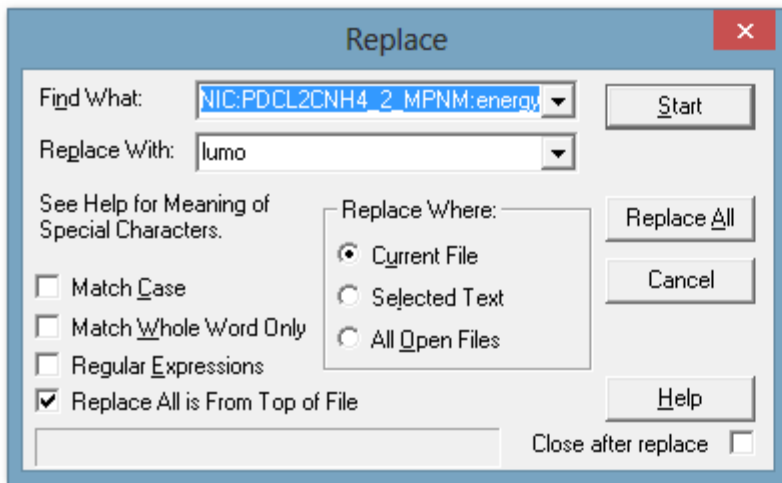 Replace
Find What:
NIC:PDCL2CNH4_2_MPNM:energy
Start
Replace With:
lumo
See Help for Meaning of
Special Characters.
Replace Where:
Replace All
Current File
Cancel
Match Case
Selected Text
Match Whole Word Only
All Open Files
Regular Expressions
Replace All is From Top of File
Help
Close after replace